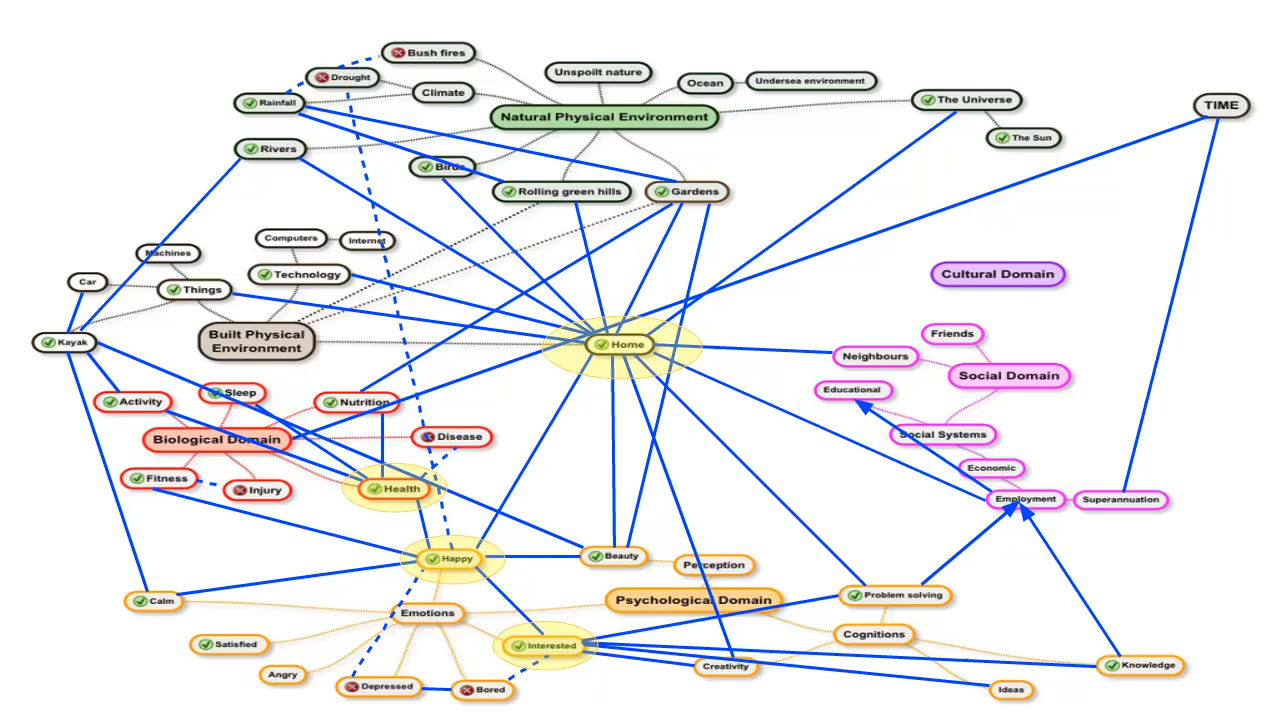 Bush fires
Drought
Unspoilt nature
Ocean
Undersea environment
Climate
Rainfall
The Universe
TIME
Natural Physical Environment
The Sun
Rivers
Birds
Rolling green hills
Gardens
Computers
Internet
Machines
Technology
Cultural Domain
Car
Things
Friends
Built Physical
Environment
Kayak
Home
Neighbours
Social Domain
Educational
Sleep
Activity
Nutrition
Biological Domain
Disease
Social Systems
Economic
Fitness
Injury
Health
Employment
Superannuation
Happy
Beauty
Perception
Problem solving
Calm
Emotions
Psychological Domain
Cognitions
Satisfied
Interested
Creativity
Knowledge
Angry
Depressed
Bored
Ideas